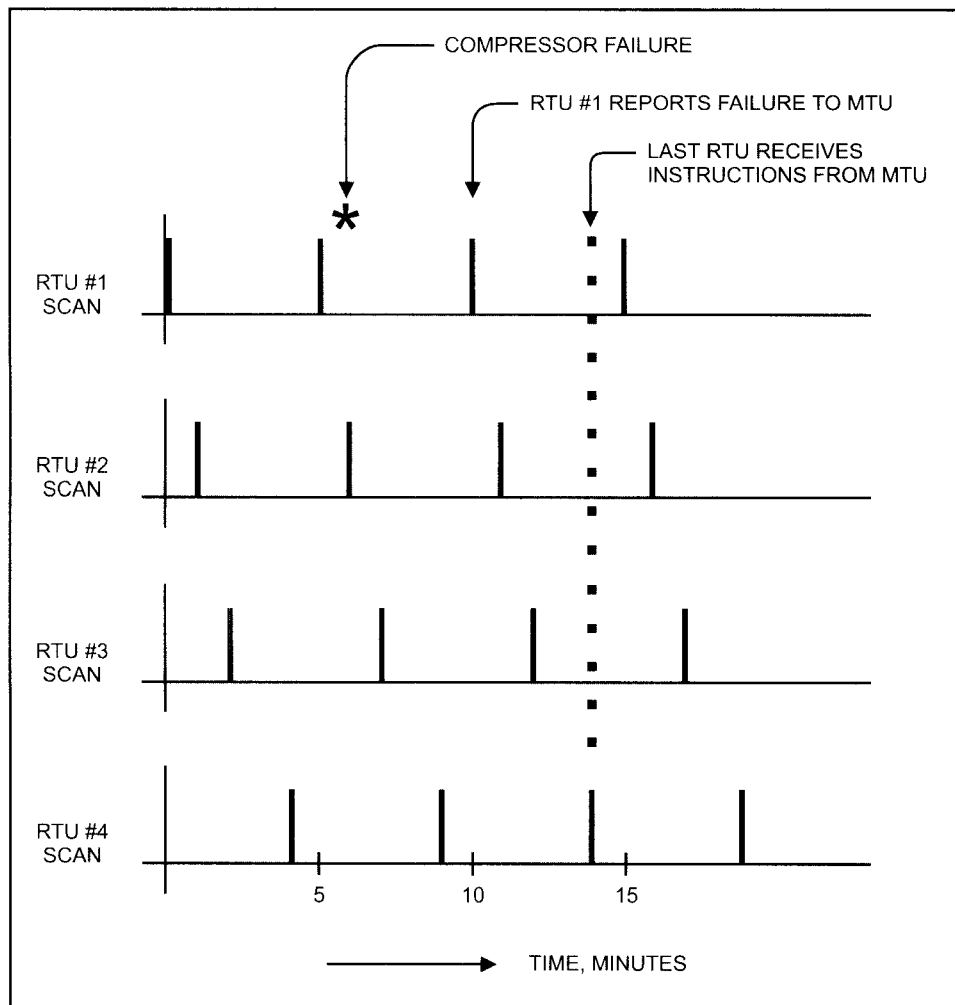 COMPRESSOR FAILURE
RTU #1 REPORTS FAILURE TO MTU
LAST RTU RECEIVES
INSTRUCTIONS FROM MTU
*
RTU #1
SCAN
RTU #2
SCAN
RTU #3
SCAN
RTU #4
SCAN
5 10 15
TIME, MINUTES